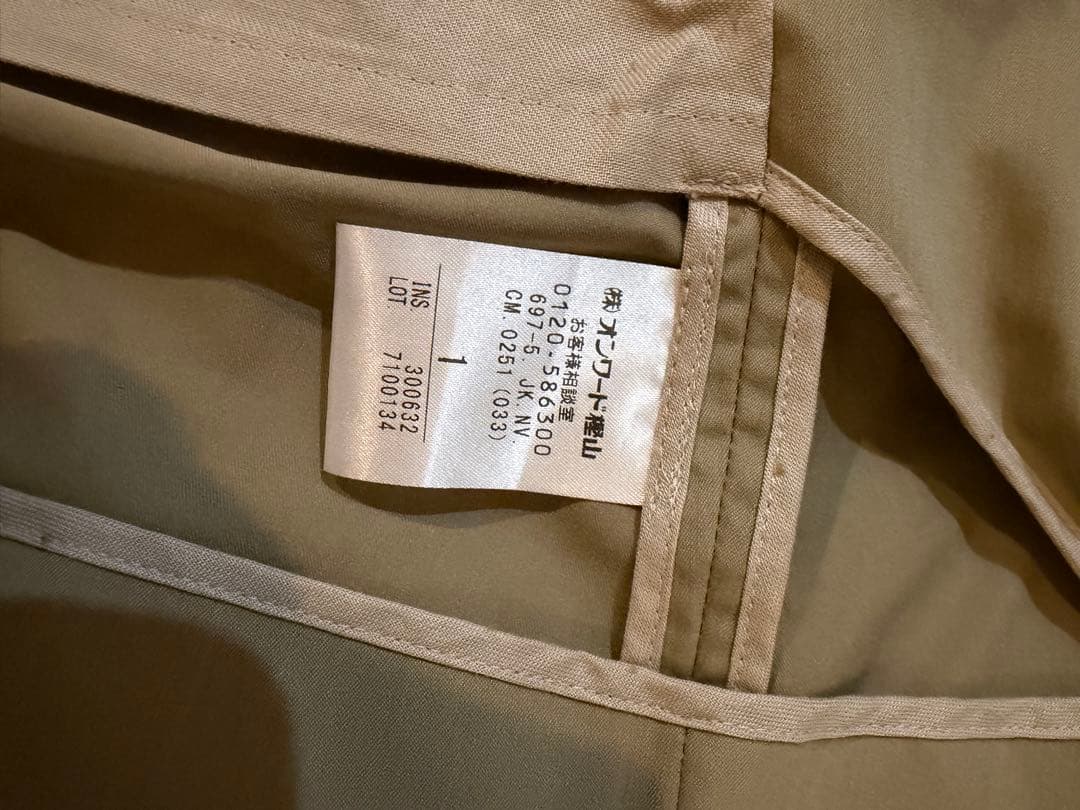 ㈱オンワード樫山
お客様相談室
0120-586300
697-5. JK. NV.
CM. 0251 (033)
1
INS. 300632
LOT. 7100134